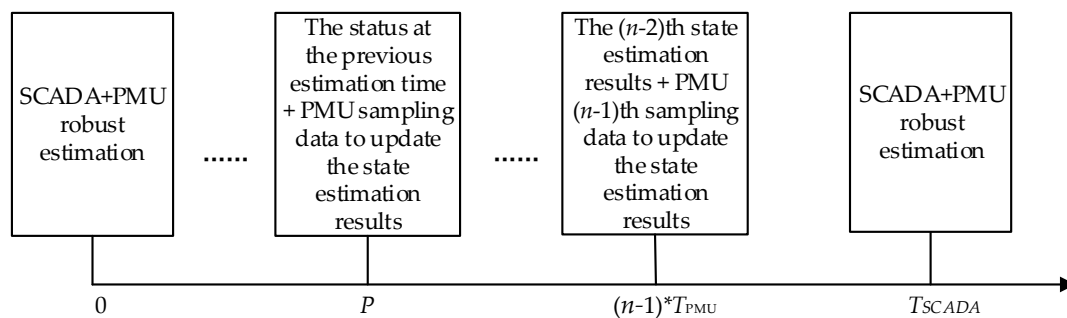 SCADA+PMU
robust
estimation
......
The status at
the previous
estimation time
+ PMU sampling
data to update
the state
estimation
results
......
The (n-2)th state
estimation
results + PMU
(n-1)th sampling
data to update
the state
estimation
results
SCADA+PMU
robust
estimation
0
P
(n-1)*TPMU
TSCADA